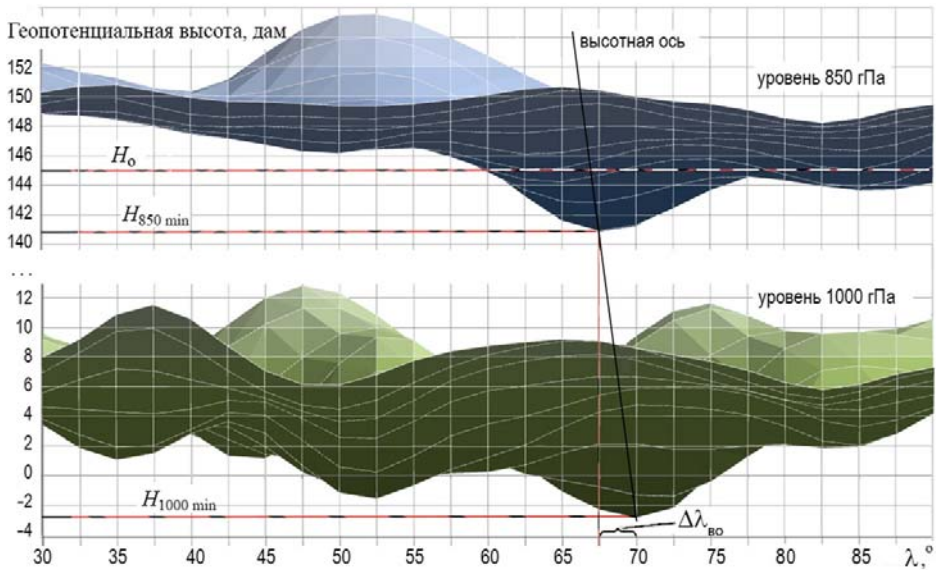 Геопотенциальная высота, дам
высотная ось
уровень 850 гПа
152
150
148
146
Hо
144
142
H850 min
140
...
уровень 1000 гПа
12
10
8
6
4
2
0
-2
H1000 min
-4
Δλво
30 35 40 45 50 55 60 65 70 75 80 85 λ,°